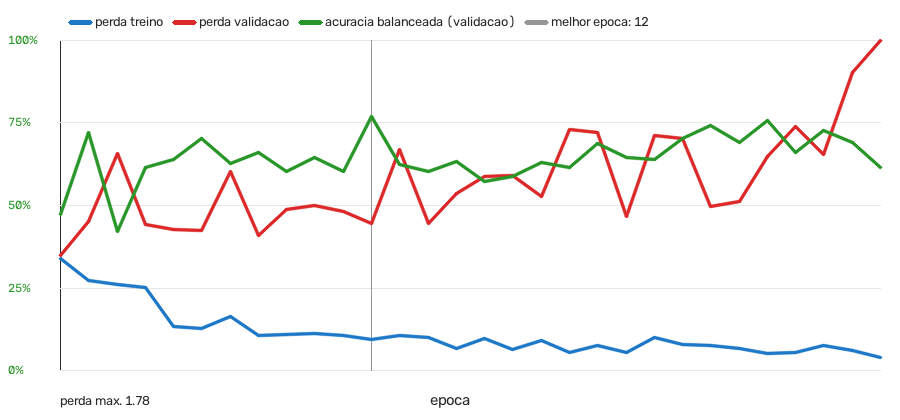 perda treino perda validacao acuracia balanceada (validacao) melhor epoca: 12
100%
75%
50%
25%
0%
perda max. 1.78 epoca